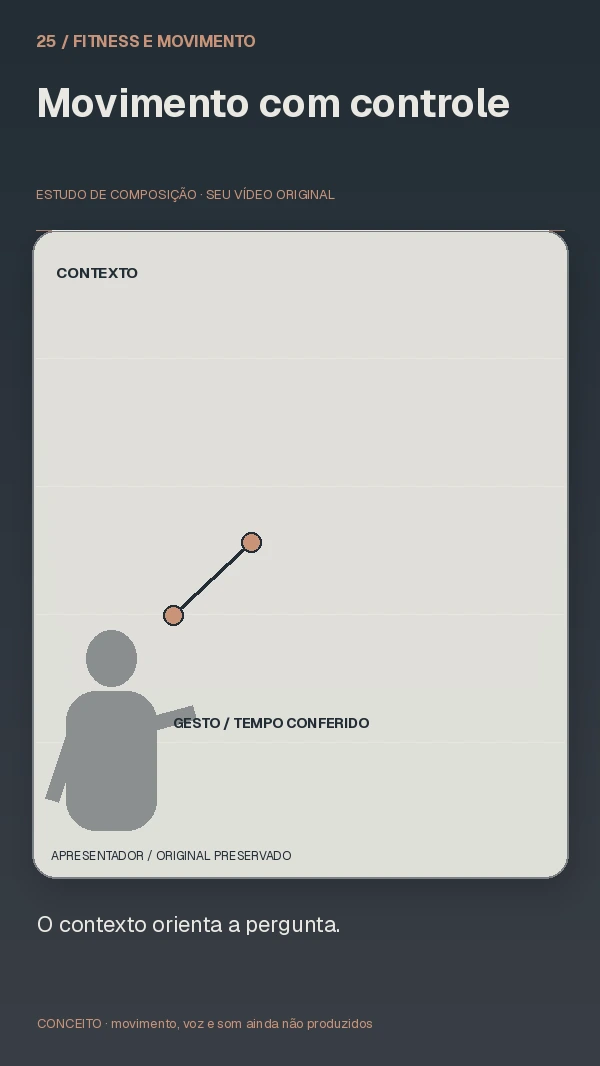 25 / FITNESS E MOVIMENTO
Movimento com controle
ESTUDO DE COMPOSIÇÃO · SEU VÍDEO ORIGINAL
CONTEXTO
GESTO / TEMPO CONFERIDO
APRESENTADOR / ORIGINAL PRESERVADO
O contexto orienta a pergunta.
CONCEITO · movimento, voz e som ainda não produzidos